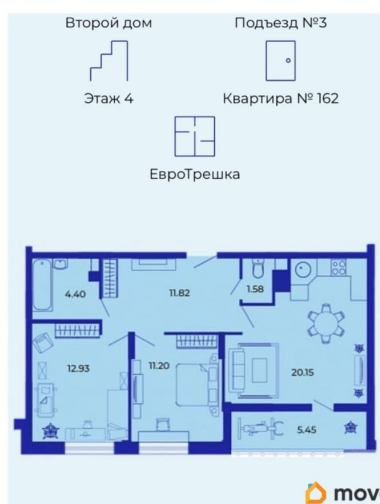 Второй дом
Подъезд №3
Этаж 4
Квартира № 162
ЕвроТрешка
4.40
11.82
1.58
12.93
11.20
20.15
5.45
mov